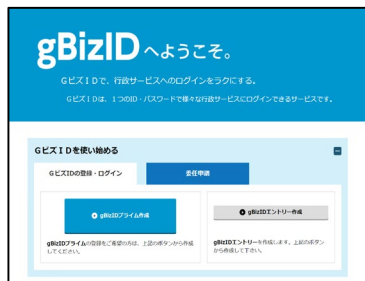 gBizIDへようこそ。
GビズIDで、行政サービスへのログインをラクにする。
GビズIDは、1つのID・パスワードで様々な行政サービスにログインできるサービスです。
GビズIDを使い始める
GビズIDの登録・ログイン
委任申請
gBizIDプライム作成
gBizIDエントリー作成
gBizIDプライムの登録をご希望の方は、上記のボタンから作成
してください。
gBizIDエントリーを作成します。上記のボタン
から作成して下さい。